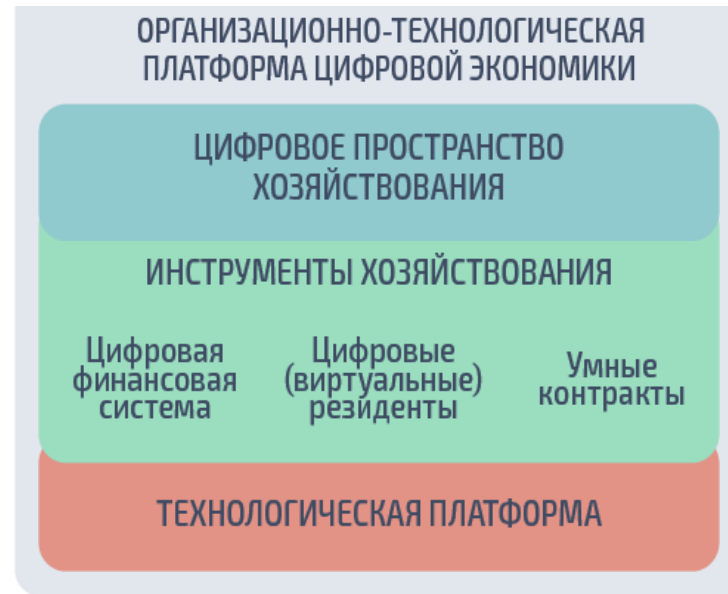 ОРГАНИЗАЦИОННО-ТЕХНОЛОГИЧЕСКАЯ
ПЛАТФОРМА ЦИФРОВОЙ ЭКОНОМИКИ
ЦИФРОВОЕ ПРОСТРАНСТВО
ХОЗЯЙСТВОВАНИЯ
ИНСТРУМЕНТЫ ХОЗЯЙСТВОВАНИЯ
Цифровая
финансовая
система
Цифровые
(виртуальные)
резиденты
Умные
контракты
ТЕХНОЛОГИЧЕСКАЯ ПЛАТФОРМА